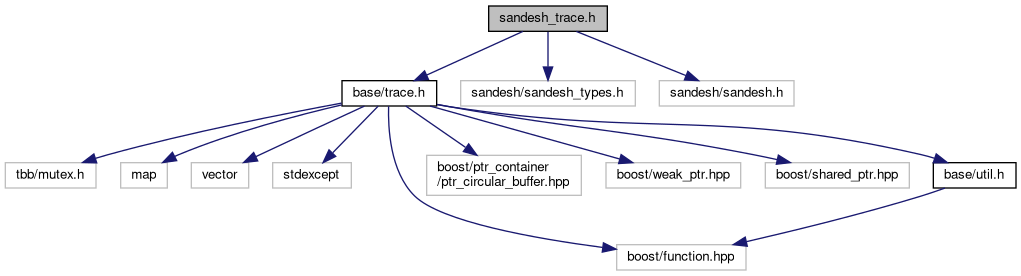 sandesh_trace.h
base/trace.h
sandesh/sandesh_types.h
sandesh/sandesh.h
tbb/mutex.h
map
vector
stdexcept
boost/ptr_container
/ptr_circular_buffer.hpp
boost/weak_ptr.hpp
boost/shared_ptr.hpp
base/util.h
boost/function.hpp